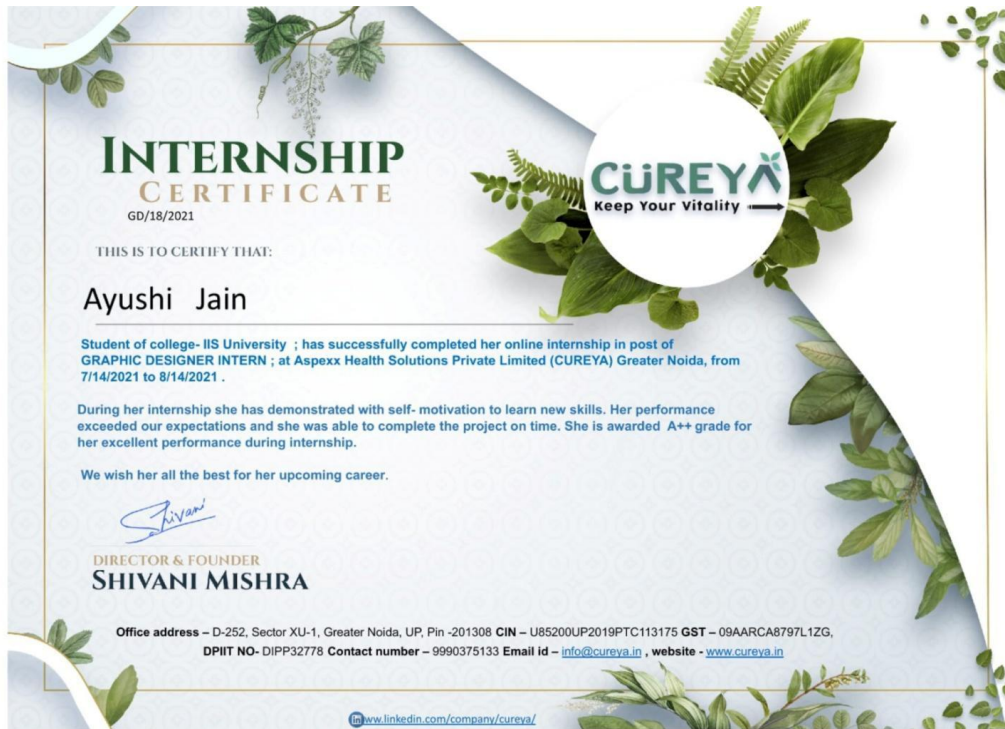 INTERNSHIP
CERTIFICATE
GD/18/2021
THIS IS TO CERTIFY THAT:
Ayushi Jain
Student of college- IIS University ; has successfully completed her online internship in post of
GRAPHIC DESIGNER INTERN ; at Aspexx Health Solutions Private Limited (CUREYA) Greater Noida, from
7/14/2021 to 8/14/2021 .
During her internship she has demonstrated with self- motivation to learn new skills. Her performance
exceeded our expectations and she was able to complete the project on time. She is awarded A++ grade for
her excellent performance during internship.
We wish her all the best for her upcoming career.
Shivani
DIRECTOR & FOUNDER
SHIVANI MISHRA
CÜREYA
Keep Your Vitality
Office address – D-252, Sector XU-1, Greater Noida, UP, Pin -201308 CIN – U85200UP2019PTC113175 GST – 09AARCA8797L1ZG,
DPIIT NO- DIPP32778 Contact number – 9990375133 Email id – info@cureya.in , website - www.cureya.in
in ww.linkedin.com/company/cureya/